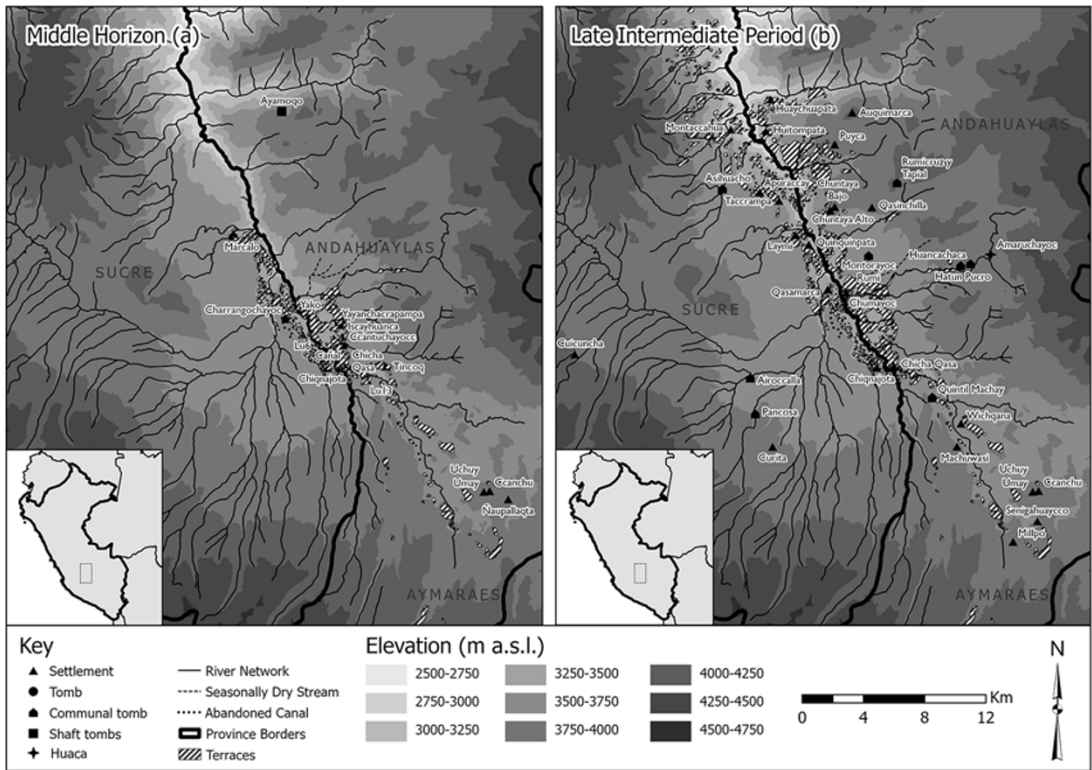 Middle Horizon (a)
Ayamoqo
ANDAHUAYLAS
Marcalo
SUCRE
Charrangochayoc
Yako
Yayanchacrapampa
Iscayhuanca
Ccantuchayocc
Lu6
Canal
Chicha
Qasa
Tincoq
Chiqnajota
Lu13
Uchuy
Umay
Ccanchu
Ñaupallaqta
AYMARAES
Late Intermediate Period (b)
Huaychuapata
Auquimarca
ANDAHUAYLAS
Montaccahua
Huitompata
Puyca
Rumicruz y
Tapial
Asihuacho
Apuraccay
Chuntaya
Bajo
Taccrampa
Qasinchilla
Chuntaya Alto
Laymi
Quinquinpata
Amaruchayoc
Huancachaca
Montorayoc
Rumi
Hatun Pucro
Qasamarca
SUCRE
Chumayoc
Cuicuncha
Chicha Qasa
Chiqnajota
Airoccalla
Quintil Machay
Pancosa
Wichqana
Curita
Machuwasi
Uchuy
Umay
Ccanchu
Senigahuaycco
Millpo
AYMARAES
Key
Settlement
Tomb
Communal tomb
Shaft tombs
Huaca
River Network
Seasonally Dry Stream
Abandoned Canal
Province Borders
Terraces
Elevation (m a.s.l.)
2500-2750
2750-3000
3000-3250
3250-3500
3500-3750
3750-4000
4000-4250
4250-4500
4500-4750
N
Km
0 4 8 12